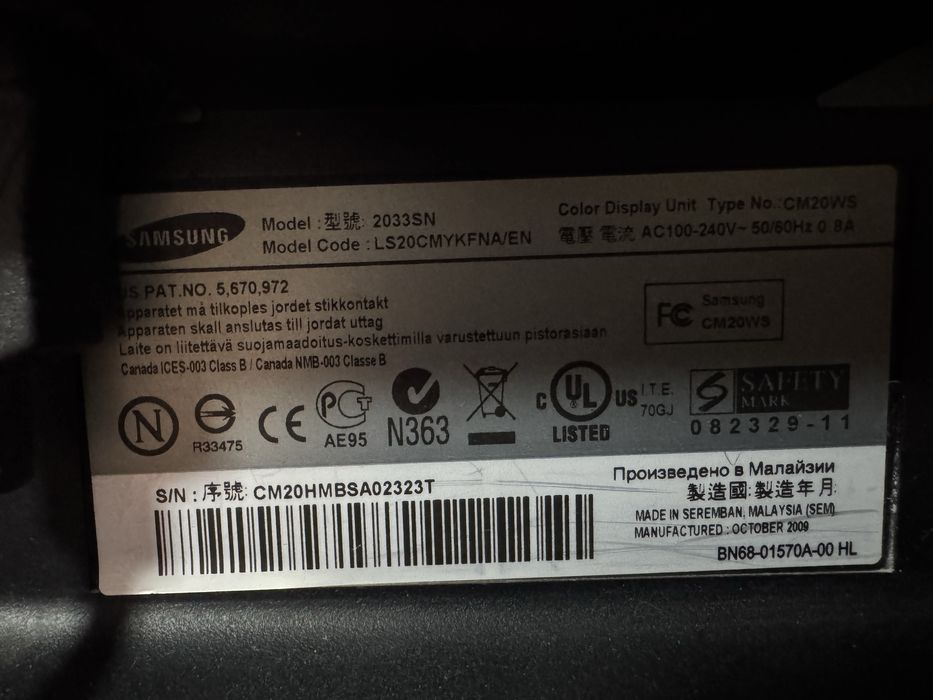 SAMSUNG
Model : 型號: 2033SN
Model Code : LS20CMYKFNA/EN
Color Display Unit Type No.:CM20WS
電壓 電流 AC100-240V~ 50/60Hz 0.8A
US PAT.NO. 5,670,972
Apparatet må tilkoples jordet stikkontakt
Apparaten skall anslutas till jordat uttag
Laite on liitettävä suojamaadoitus-koskettimilla varustettuun pistorasiaan
Canada ICES-003 Class B / Canada NMB-003 Classe B
FC Samsung
CM20WS
N
R33475
CE
PCT
AE95
N363
C UL US
LISTED
I.T.E.
70GJ
S SAFETY
MARK
082329-11
S/N : 序號: CM20HMBSA02323T
Произведено в Малайзии
製造國: 製造年月:
MADE IN SEREMBAN, MALAYSIA (SEM)
MANUFACTURED : OCTOBER 2009
BN68-01570A-00 HL